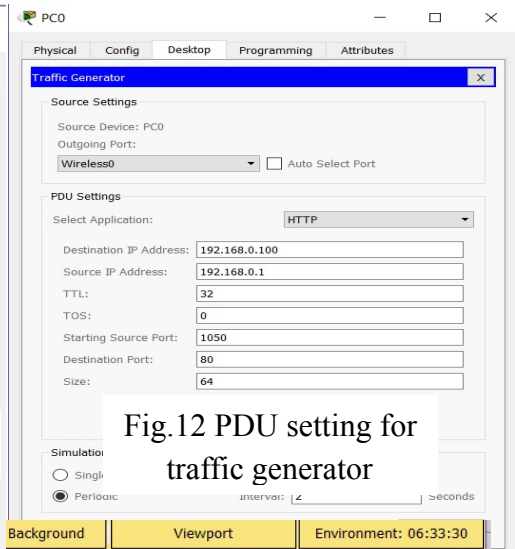 PC0
Physical Config Desktop Programming Attributes
Traffic Generator X
Source Settings
Source Device: PC0
Outgoing Port:
Wireless0 Auto Select Port
PDU Settings
Select Application: HTTP
Destination IP Address: 192.168.0.100
Source IP Address: 192.168.0.1
TTL: 32
TOS: 0
Starting Source Port: 1050
Destination Port: 80
Size: 64
Fig.12 PDU setting for
traffic generator
Periodic Interval: 2 Seconds
Background Viewport Environment: 06:33:30